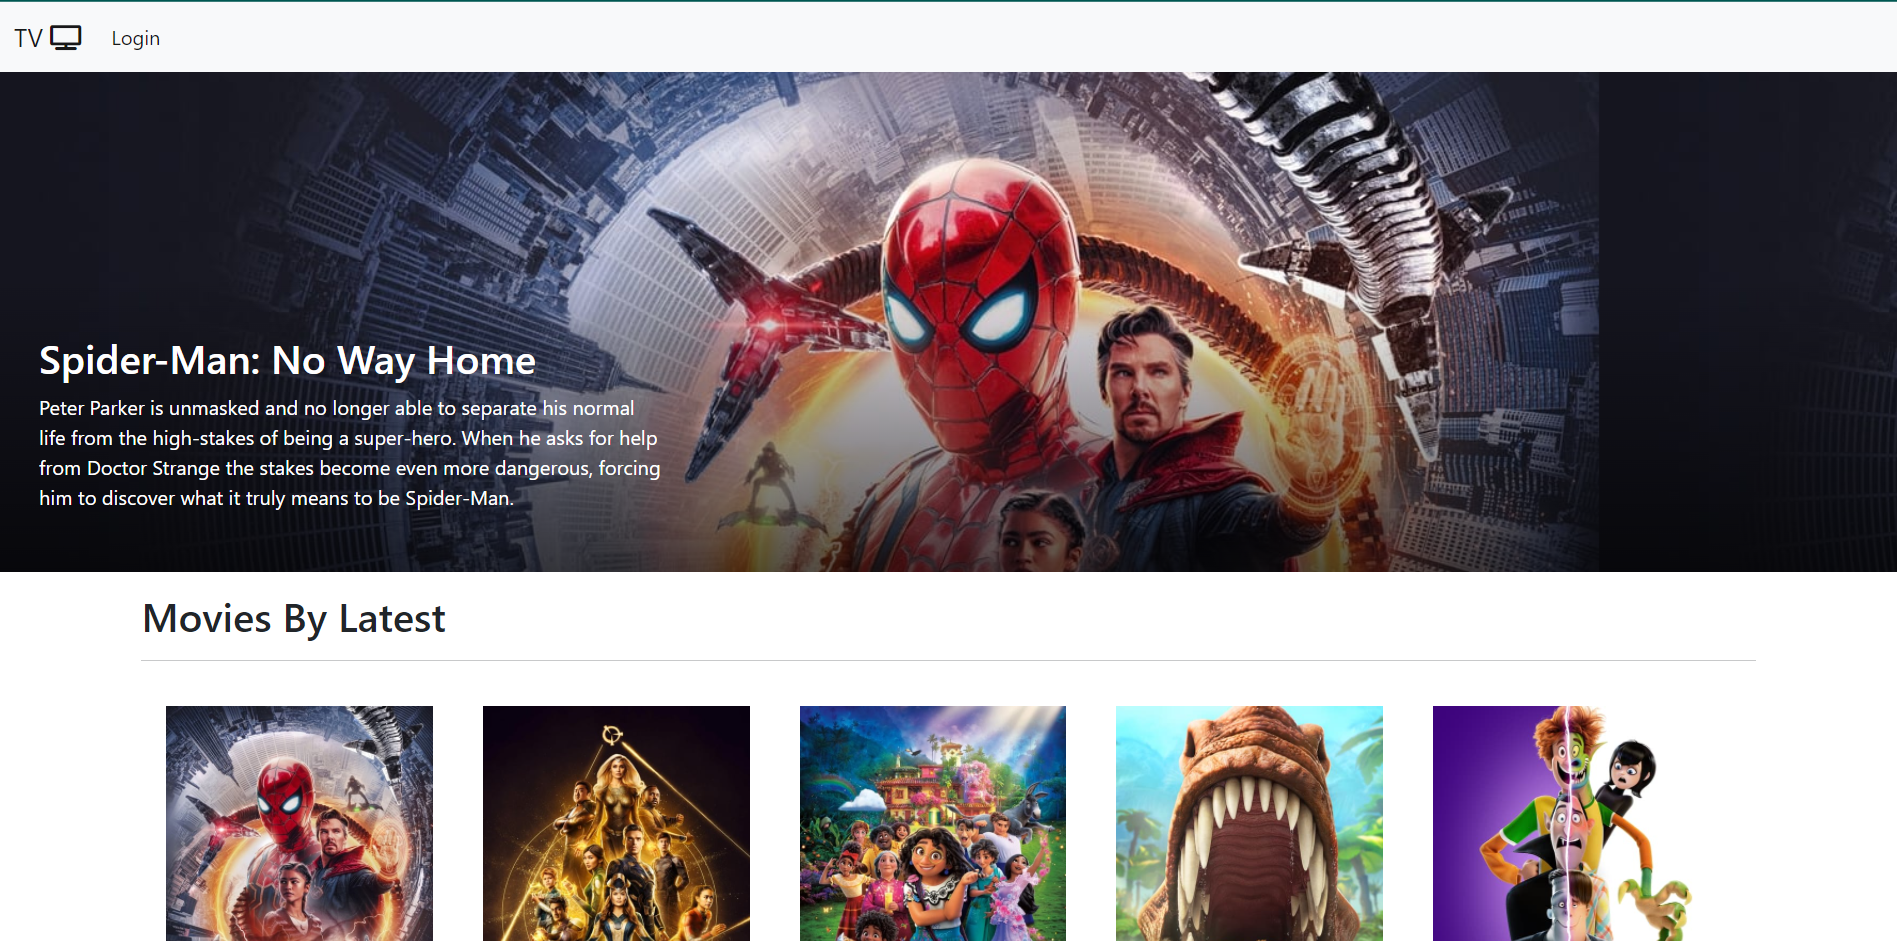 TV
Login
Spider-Man: No Way Home
Peter Parker is unmasked and no longer able to separate his normal
life from the high-stakes of being a super-hero. When he asks for help
from Doctor Strange the stakes become even more dangerous, forcing
him to discover what it truly means to be Spider-Man.
Movies By Latest